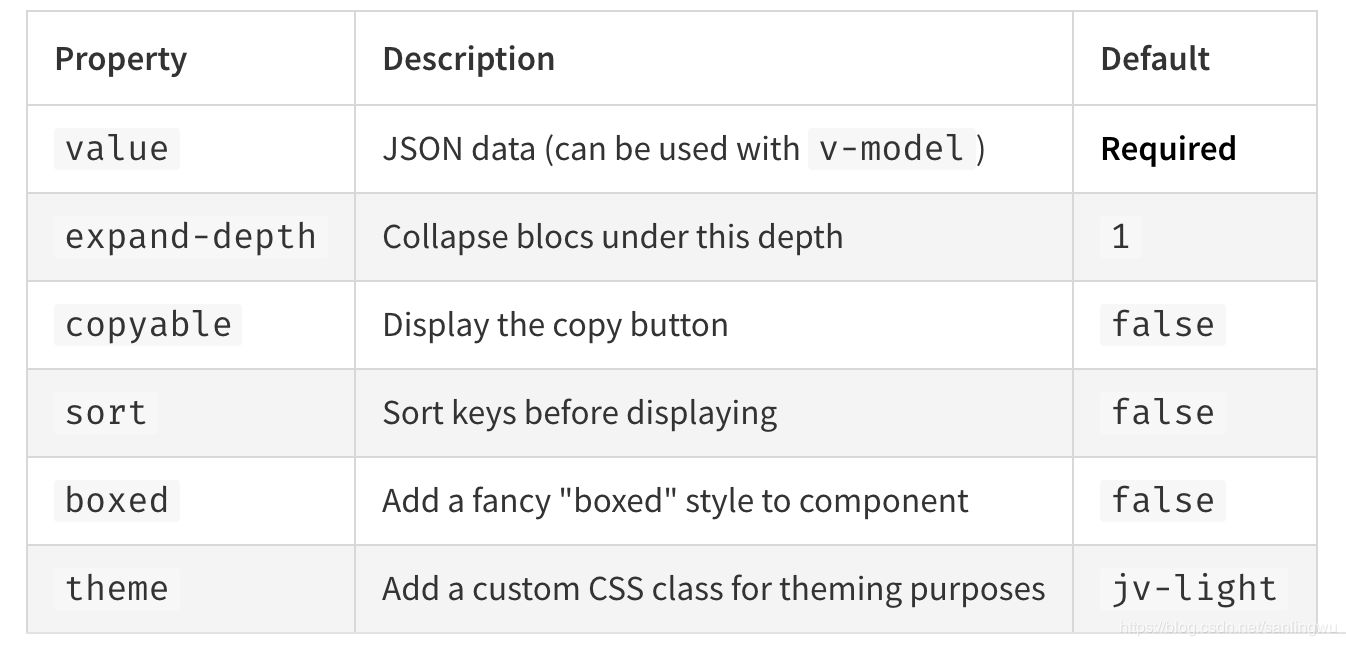 Property Description Default
value JSON data (can be used with v-model ) Required
expand-depth Collapse blocs under this depth 1
copyable Display the copy button false
sort Sort keys before displaying false
boxed Add a fancy "boxed" style to component false
theme Add a custom CSS class for theming purposes jv-light
https://blog.csdn.net/sanlingwu